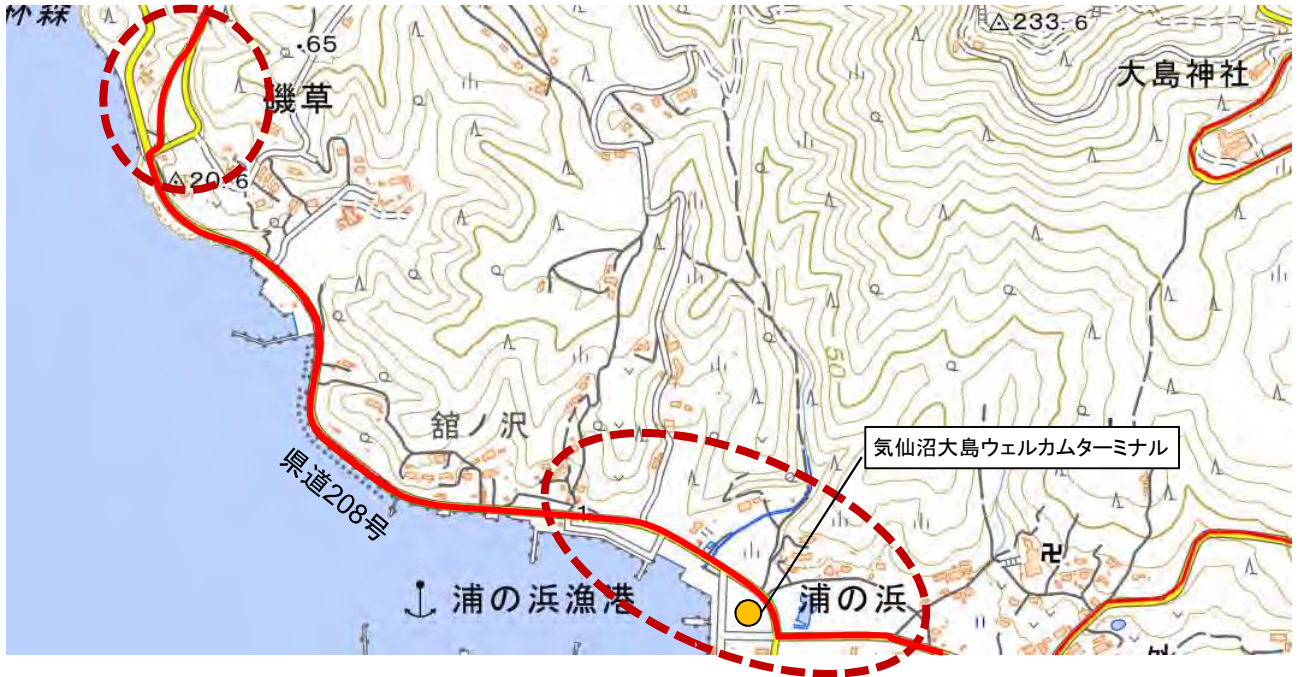 林森
.65
磯草
△20.6
△233.6
大島神社
舘ノ沢
50
県道208号
1
気仙沼大島ウェルカムターミナル
浦の浜漁港
浦の浜
卍